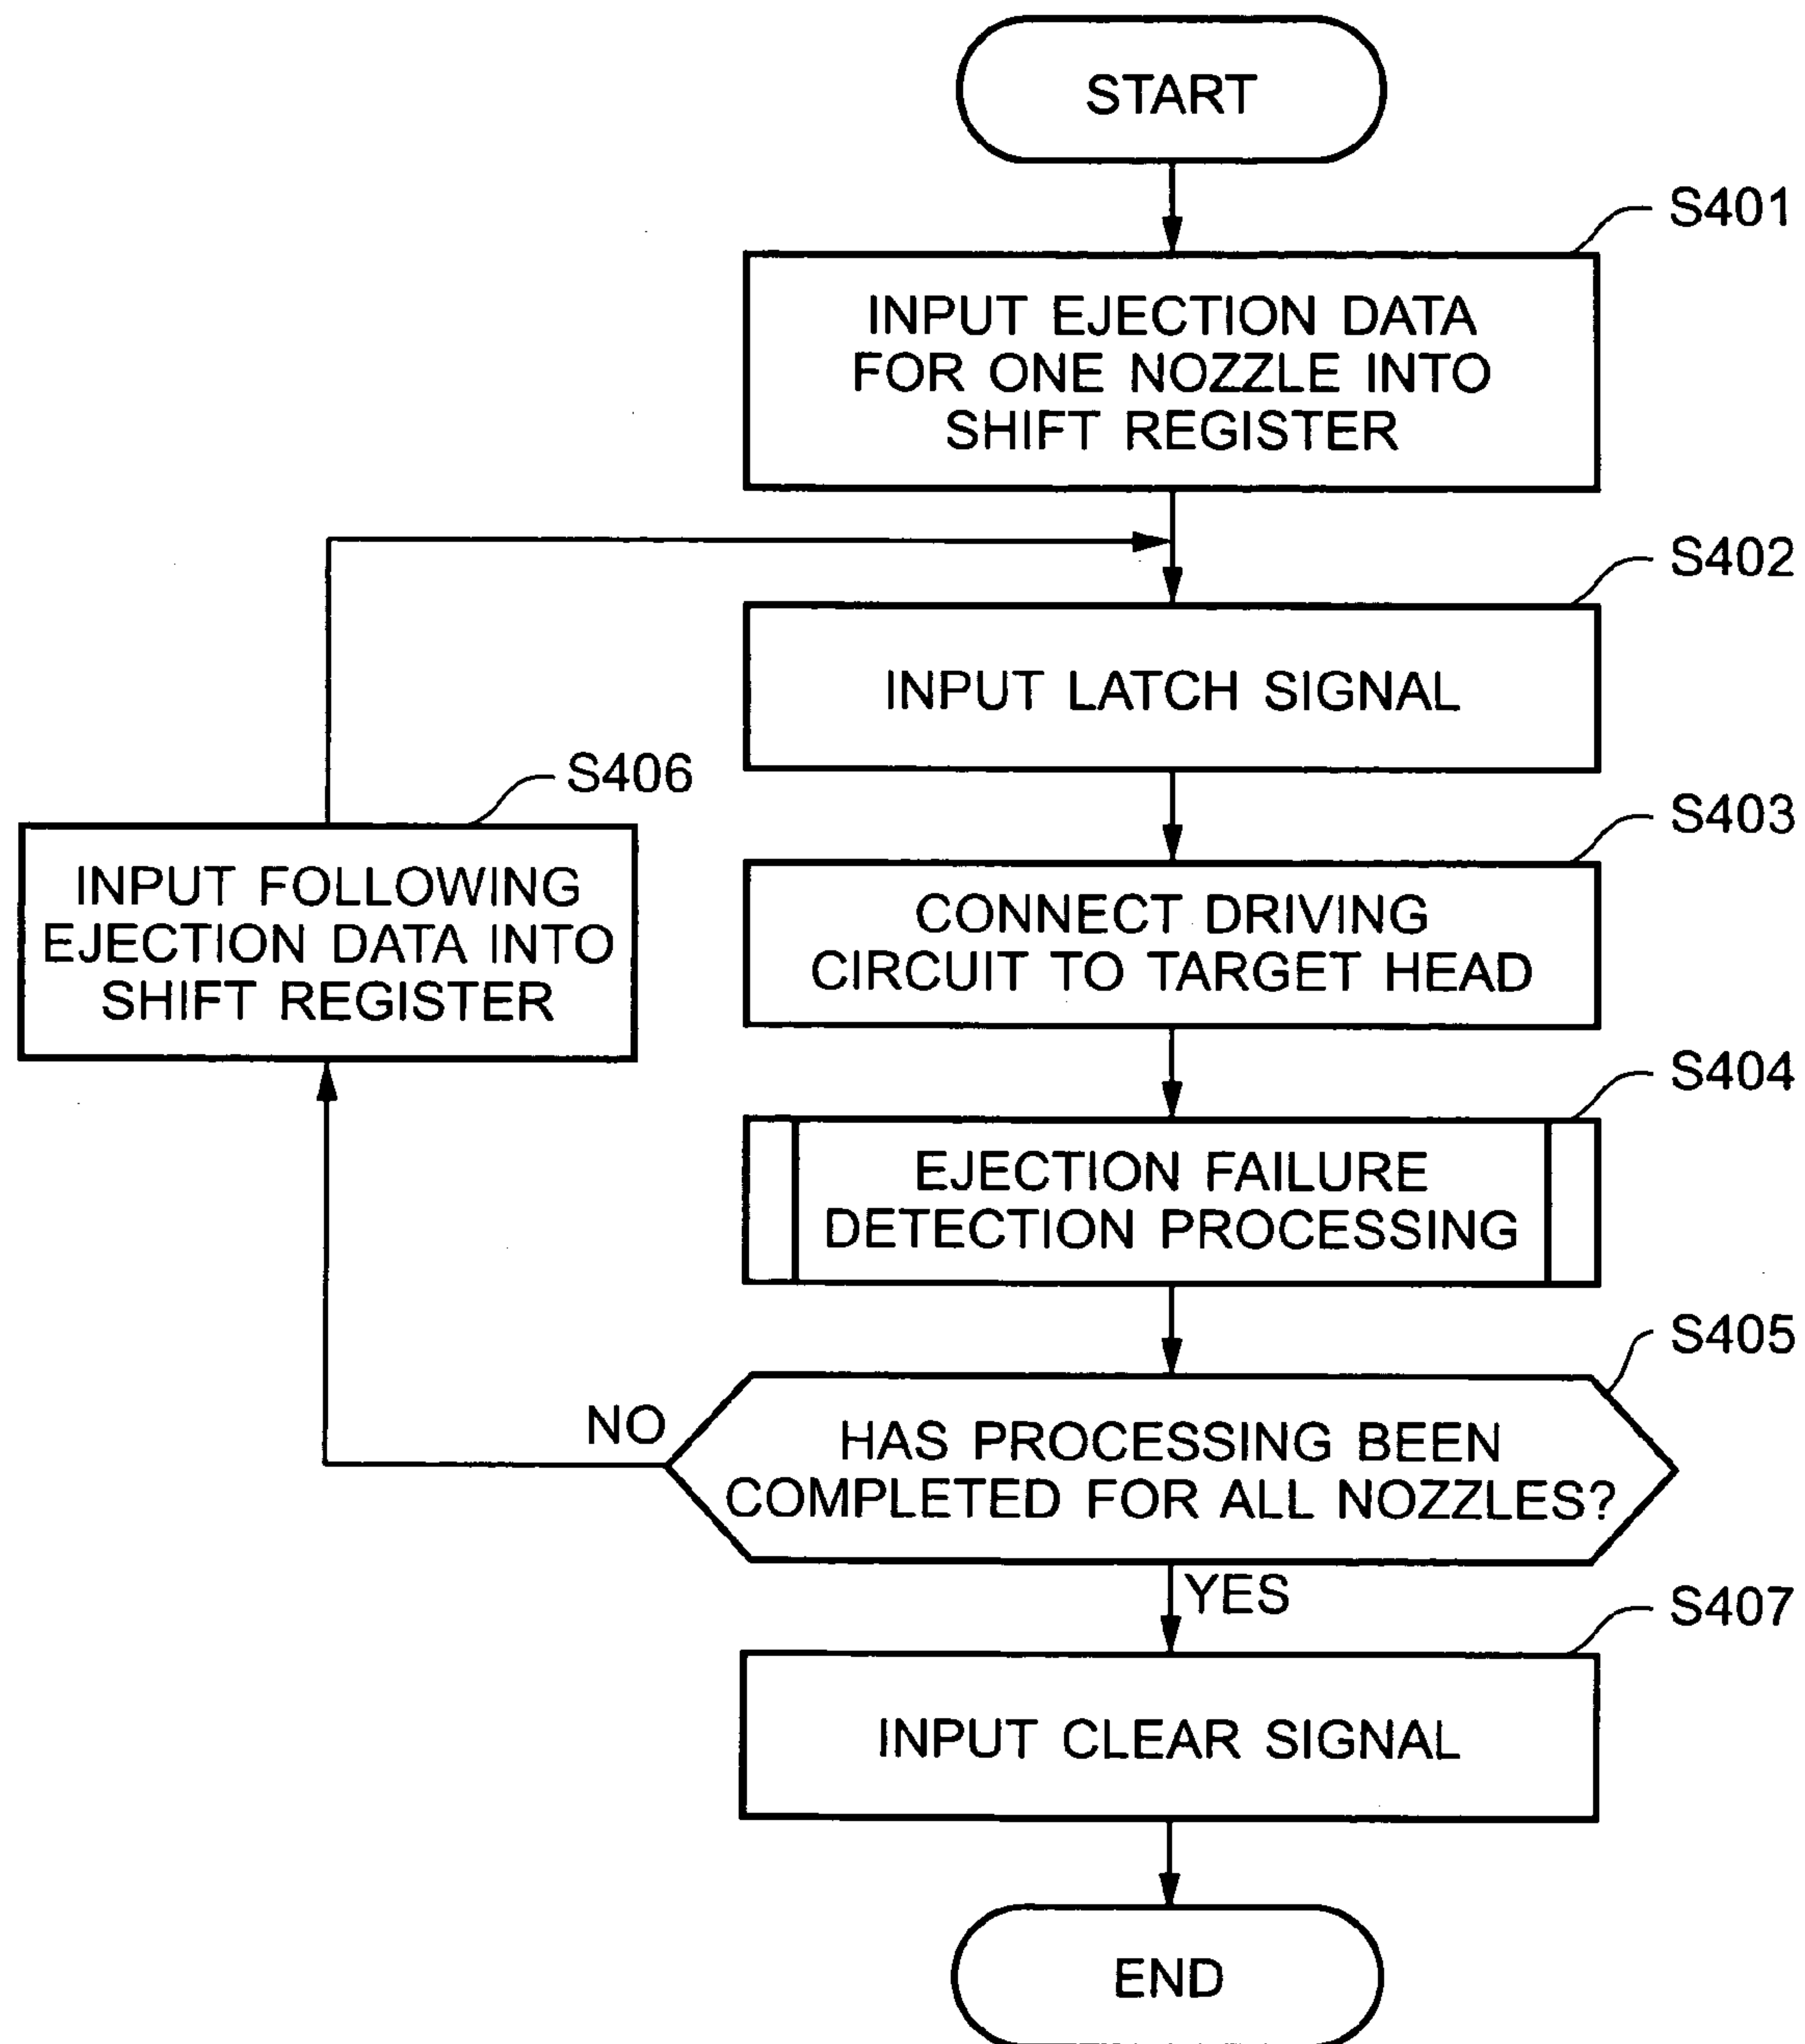 START
S401
INPUT EJECTION DATA
FOR ONE NOZZLE INTO
SHIFT REGISTER
S402
INPUT LATCH SIGNAL
S406
INPUT FOLLOWING
EJECTION DATA INTO
SHIFT REGISTER
S403
CONNECT DRIVING
CIRCUIT TO TARGET HEAD
S404
EJECTION FAILURE
DETECTION PROCESSING
S405
NO
HAS PROCESSING BEEN
COMPLETED FOR ALL NOZZLES?
YES
S407
INPUT CLEAR SIGNAL
END